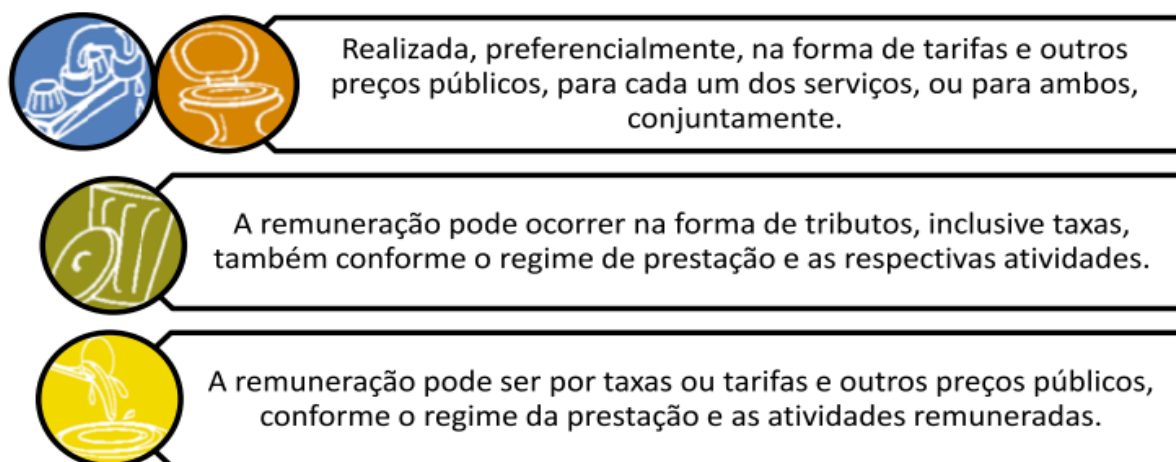 Realizada, preferencialmente, na forma de tarifas e outros
preços públicos, para cada um dos serviços, ou para ambos,
conjuntamente.
A remuneração pode ocorrer na forma de tributos, inclusive taxas,
também conforme o regime de prestação e as respectivas atividades.
A remuneração pode ser por taxas ou tarifas e outros preços públicos,
conforme o regime da prestação e as atividades remuneradas.